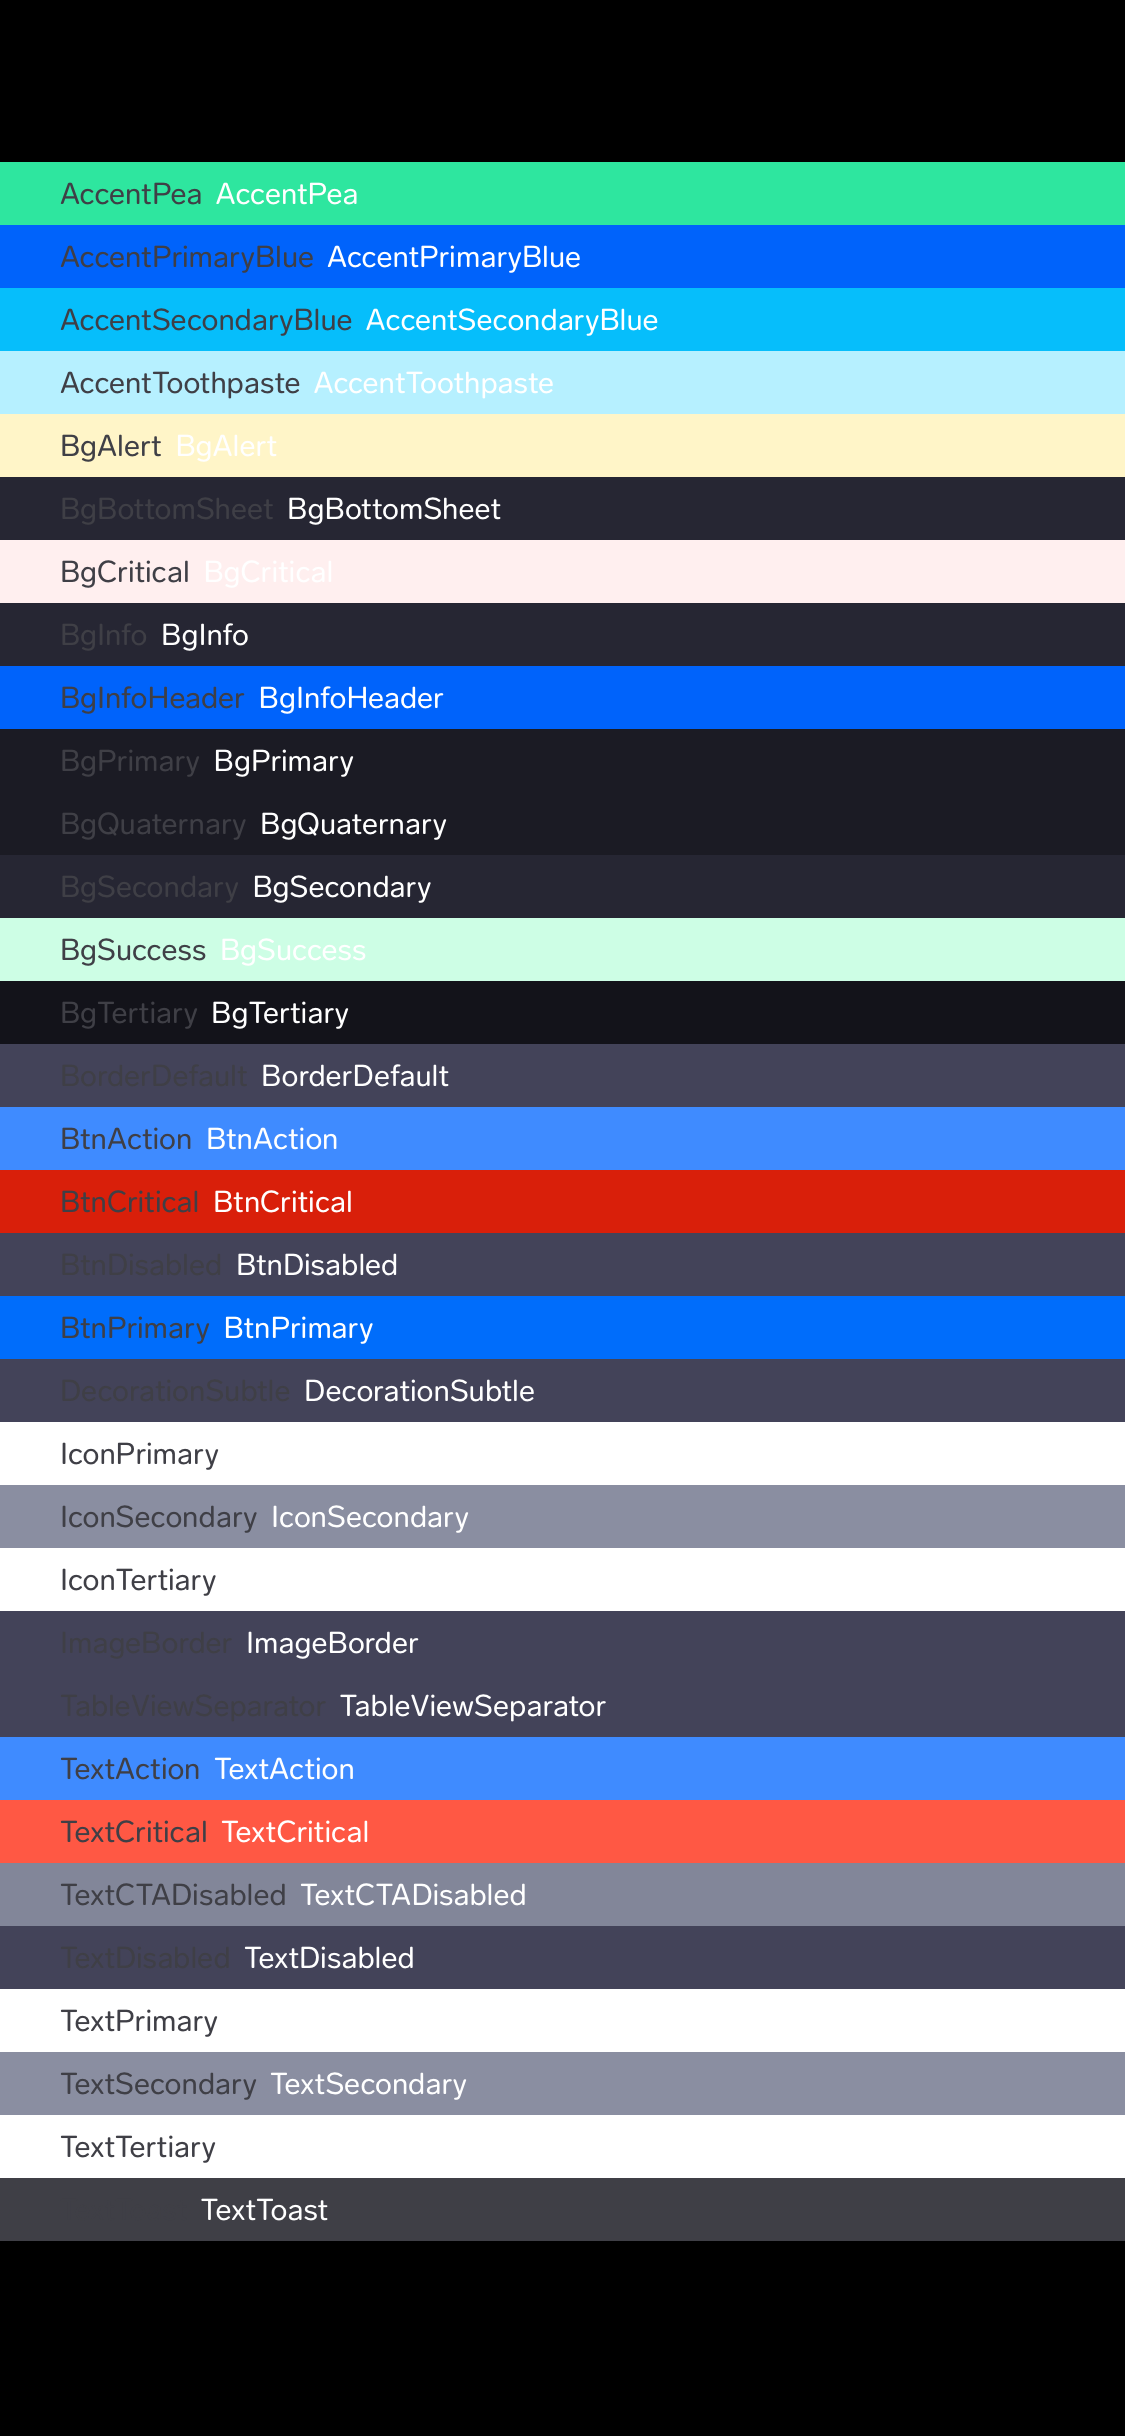 AccentPea AccentPea
AccentPrimaryBlue AccentPrimaryBlue
AccentSecondaryBlue AccentSecondaryBlue
AccentToothpaste AccentToothpaste
BgAlert BgAlert
BgBottomSheet BgBottomSheet
BgCritical BgCritical
BgInfo BgInfo
BgInfoHeader BgInfoHeader
BgPrimary BgPrimary
BgQuaternary BgQuaternary
BgSecondary BgSecondary
BgSuccess BgSuccess
BgTertiary BgTertiary
BorderDefault BorderDefault
BtnAction BtnAction
BtnCritical BtnCritical
BtnDisabled BtnDisabled
BtnPrimary BtnPrimary
DecorationSubtle DecorationSubtle
IconPrimary
IconSecondary IconSecondary
IconTertiary
ImageBorder ImageBorder
TableViewSeparator TableViewSeparator
TextAction TextAction
TextCritical TextCritical
TextCTADisabled TextCTADisabled
TextDisabled TextDisabled
TextPrimary
TextSecondary TextSecondary
TextTertiary
TextToast